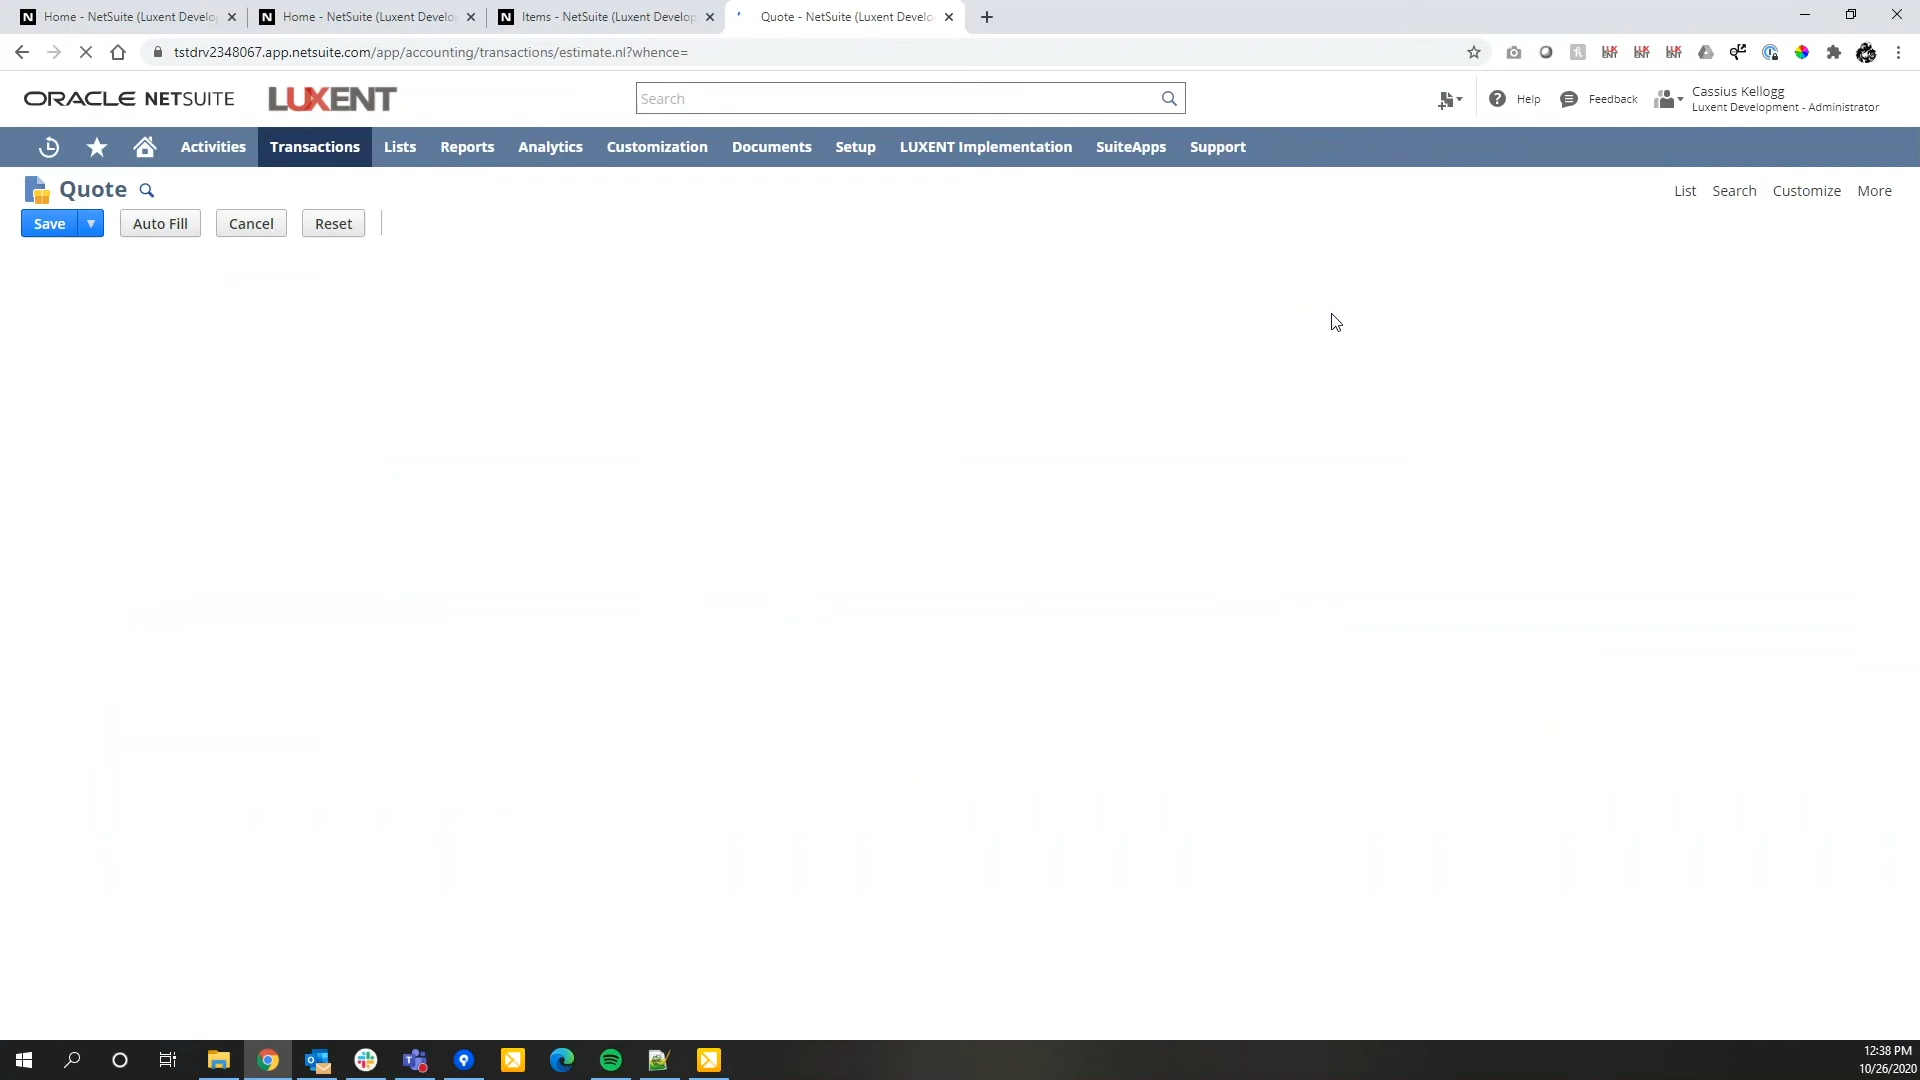 Home - NetSuite (Luxent Develo
Home - NetSuite (Luxent Develo
Items - NetSuite (Luxent Develop
Quote - NetSuite (Luxent Develo
tstdrv2348067.app.netsuite.com/app/accounting/transactions/estimate.nl?whence=
ORACLE NETSUITE
LUXENT
Search
Help
Feedback
Cassius Kellogg
Luxent Development - Administrator
Activities
Transactions
Lists
Reports
Analytics
Customization
Documents
Setup
LUXENT Implementation
SuiteApps
Support
Quote
List
Search
Customize
More
Save
Auto Fill
Cancel
Reset
12:38 PM
10/26/2020